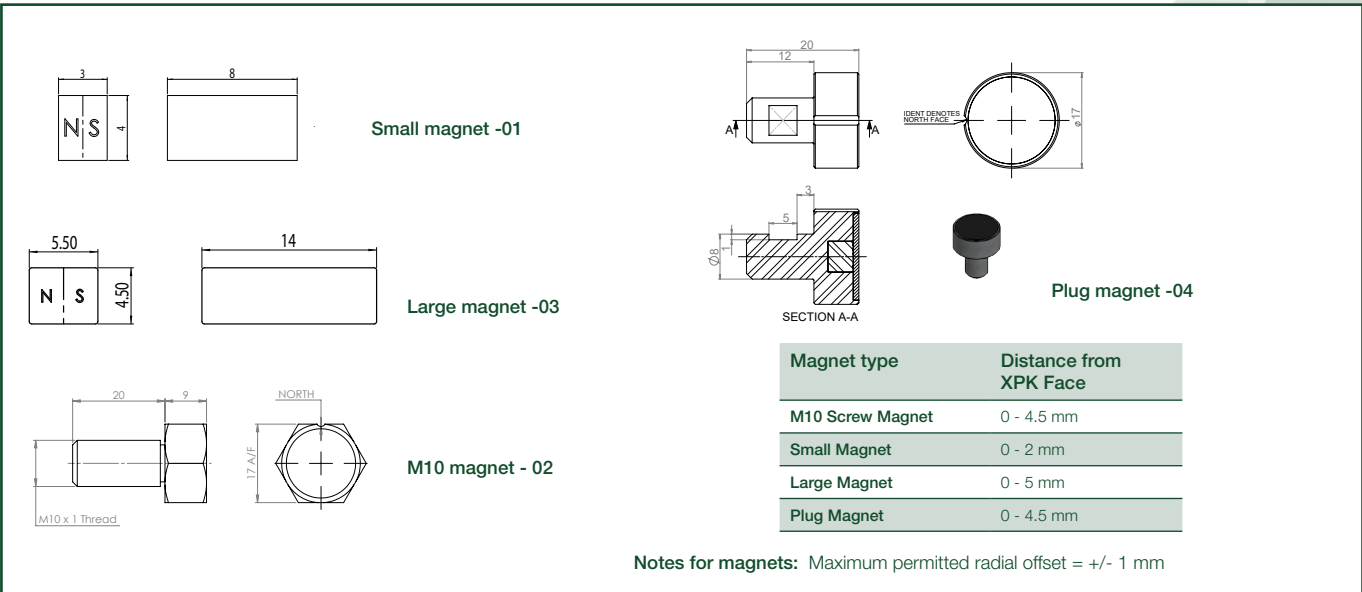 3
8
N S
4
Small magnet -01
5.50
14
N S
4.50
Large magnet -03
20
9
NORTH
17 A/F
M10 magnet - 02
M10 x 1 Thread
20
12
A
A
IDENT DENOTES
NORTH FACE
⌀17
3
5
1
⌀8
SECTION A-A
Plug magnet -04
Magnet type Distance from
XPK Face
M10 Screw Magnet 0 - 4.5 mm
Small Magnet 0 - 2 mm
Large Magnet 0 - 5 mm
Plug Magnet 0 - 4.5 mm
Notes for magnets: Maximum permitted radial offset = +/- 1 mm